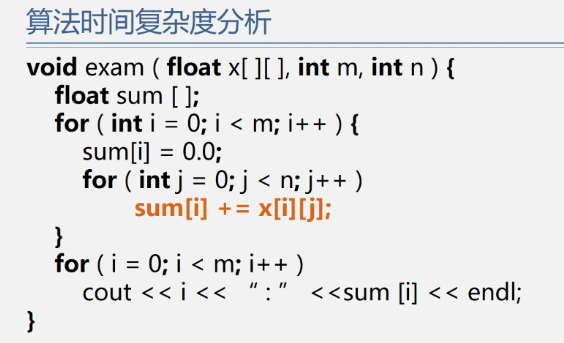 算法时间复杂度分析
void exam ( float x[ ][ ], int m, int n ) {
float sum [ ];
for ( int i = 0; i < m; i++ ) {
sum[i] = 0.0;
for ( int j = 0; j < n; j++ )
sum[i] += x[i][j];
}
for ( i = 0; i < m; i++ )
cout << i << “ : ” <<sum [i] << endl;
}